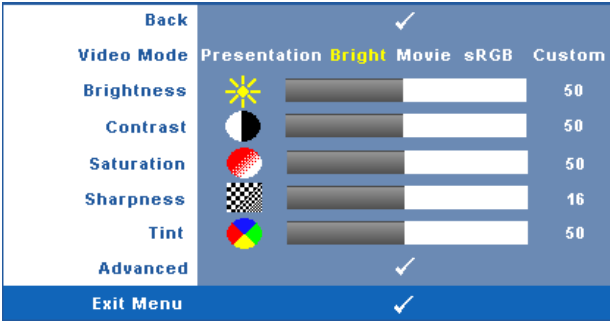 Back
Video Mode Presentation Bright Movie sRGB Custom
Brightness 50
Contrast 50
Saturation 50
Sharpness 16
Tint 50
Advanced
Exit Menu